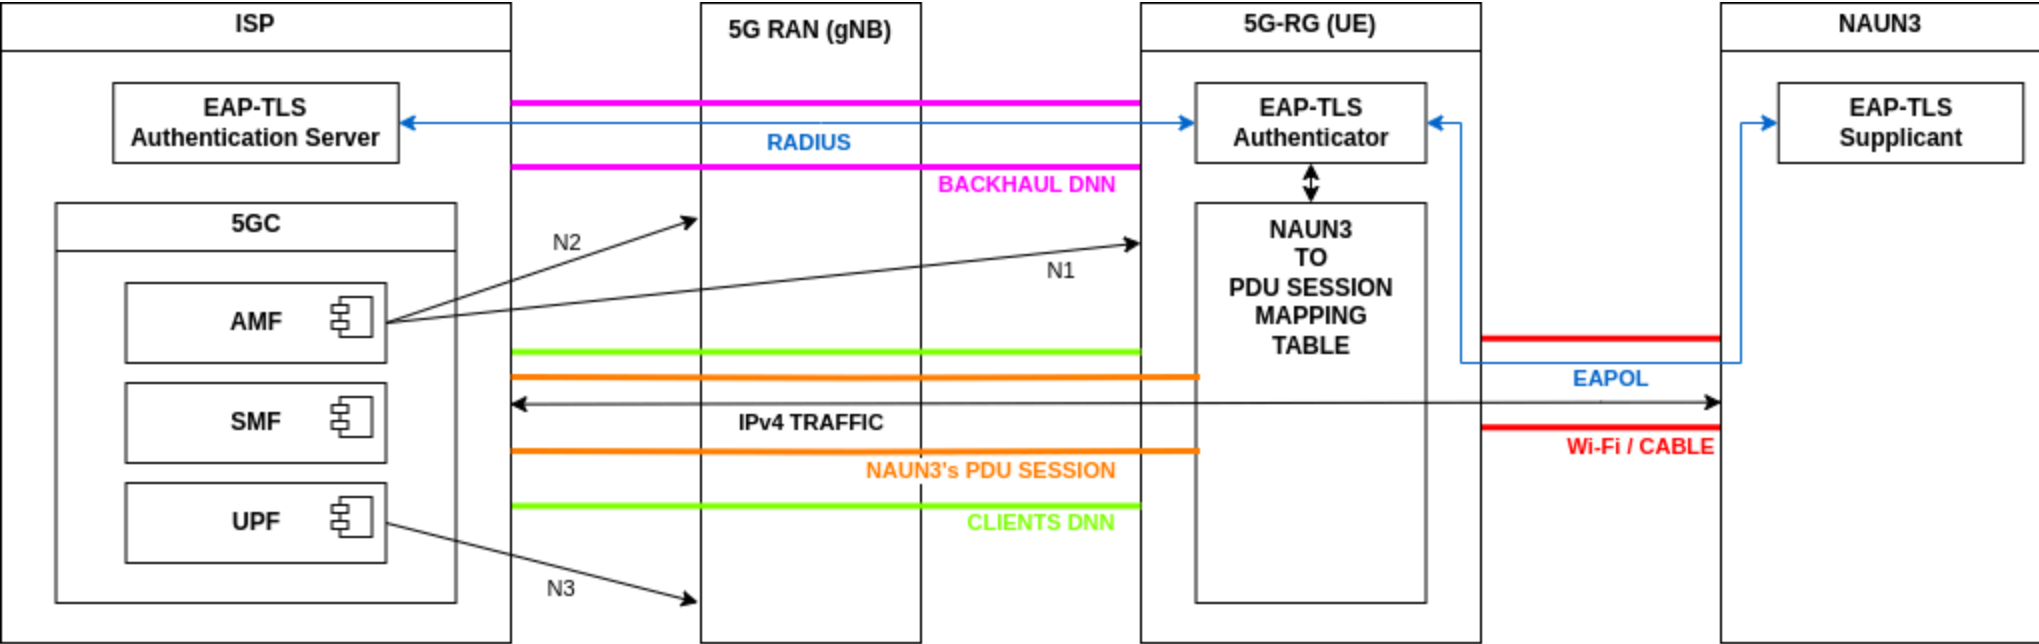 ISP
5G RAN (gNB)
5G-RG (UE)
NAUN3
EAP-TLS
Authentication Server
RADIUS
BACKHAUL DNN
EAP-TLS
Authenticator
EAP-TLS
Supplicant
5GC
N2
N1
AMF
SMF
UPF
N3
NAUN3
TO
PDU SESSION
MAPPING
TABLE
IPv4 TRAFFIC
NAUN3's PDU SESSION
CLIENTS DNN
EAPOL
Wi-Fi / CABLE